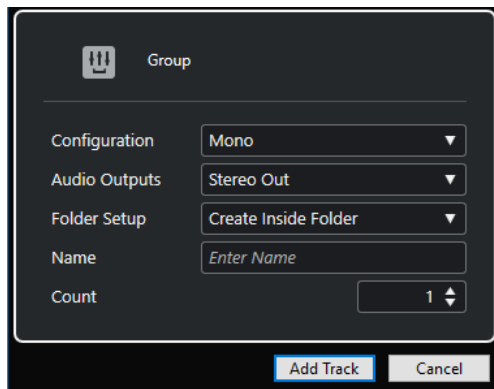 Group
Configuration Mono
Audio Outputs Stereo Out
Folder Setup Create Inside Folder
Name Enter Name
Count 1
Add Track Cancel